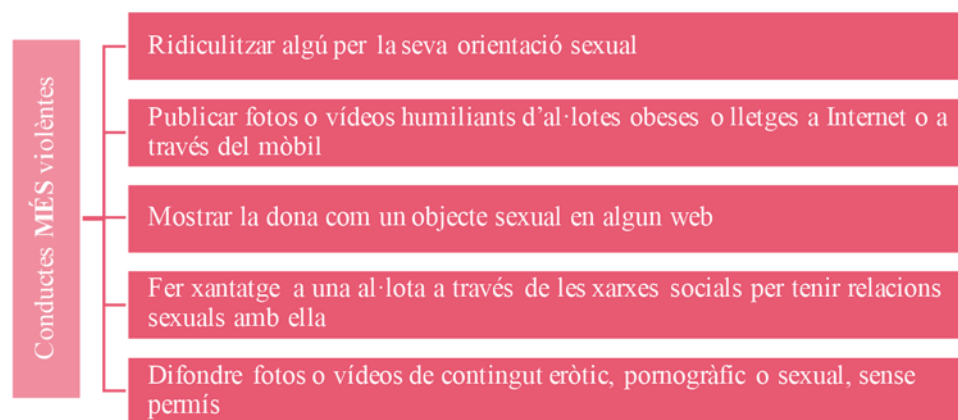 Conductes MÉS violèntes
Ridiculitzar algú per la seva orientació sexual
Publicar fotos o vídeos humiliants d’al·lotes obeses o lletges a Internet o a
través del mòbil
Mostrar la dona com un objecte sexual en algun web
Fer xantatge a una al·lota a través de les xarxes socials per tenir relacions
sexuals amb ella
Difondre fotos o vídeos de contingut eròtic, pornogràfic o sexual, sense
permís